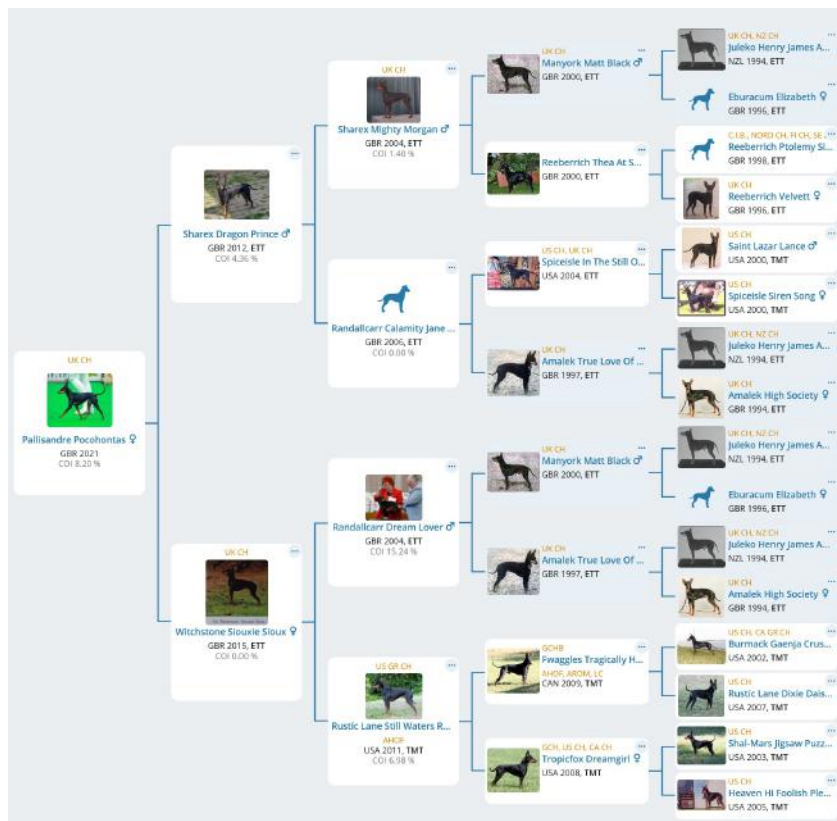 UK CH
Pallisandre Pocohontas ♀
GBR 2021
COI 8.20 %
Sharex Dragon Prince ♂
GBR 2012, ETT
COI 4.36 %
UK CH
Witchstone Siouxie Sioux ♀
GBR 2015, ETT
COI 0.00 %
UK CH
Sharex Mighty Morgan ♂
GBR 2004, ETT
COI 1.40 %
Randallcarr Calamity Jane ...
GBR 2006, ETT
COI 0.00 %
Randallcarr Dream Lover ♂
GBR 2004, ETT
COI 15.24 %
US GR CH
Rustic Lane Still Waters R...
AHOF
USA 2011, TMT
COI 6.98 %
UK CH
Manyork Matt Black ♂
GBR 2000, ETT
Reeberrich Thea At S...
GBR 2000, ETT
US CH, UK CH
Spiceisle In The Still O...
USA 2004, ETT
UK CH
Amalek True Love Of ...
GBR 1997, ETT
UK CH
Manyork Matt Black ♂
GBR 2000, ETT
UK CH
Amalek True Love Of ...
GBR 1997, ETT
GCHB
Fwaggles Tragically H...
AHOF, AROM, LC
CAN 2009, TMT
GCH, US CH, CA CH
Tropicfox Dreamgirl ♀
USA 2008, TMT
UK CH, NZ CH
Juleko Henry James A...
NZL 1994, ETT
Eburacum Elizabeth ♀
GBR 1996, ETT
C.I.B., NORD CH, FI CH, SE ...
Reeberrich Ptolemy Si...
GBR 1998, ETT
UK CH
Reeberrich Velvett ♀
GBR 1996, ETT
US CH
Saint Lazar Lance ♂
USA 2000, TMT
US CH
Spiceisle Siren Song ♀
USA 2000, TMT
UK CH, NZ CH
Juleko Henry James A...
NZL 1994, ETT
UK CH
Amalek High Society ♀
GBR 1994, ETT
UK CH, NZ CH
Juleko Henry James A...
NZL 1994, ETT
Eburacum Elizabeth ♀
GBR 1996, ETT
UK CH, NZ CH
Juleko Henry James A...
NZL 1994, ETT
UK CH
Amalek High Society ♀
GBR 1994, ETT
US CH, CA GR CH
Burmack Gaenja Crus...
USA 2002, TMT
US CH
Rustic Lane Dixie Dais...
USA 2007, TMT
US CH
Shal-Mars Jigsaw Puzz...
USA 2003, TMT
US CH
Heaven Hi Foolish Ple...
USA 2005, TMT